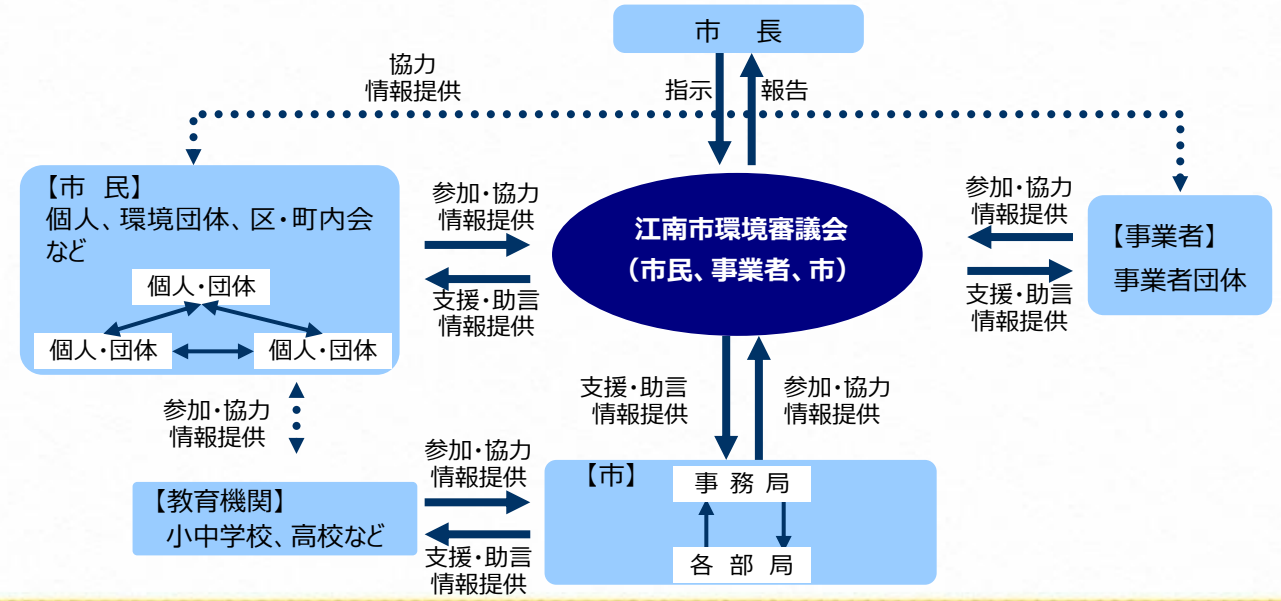 市　長
協力
情報提供
指示
報告
【市　民】
個人、環境団体、区・町内会
など
個人・団体
個人・団体
個人・団体
参加・協力
情報提供
支援・助言
情報提供
江南市環境審議会
（市民、事業者、市）
参加・協力
情報提供
支援・助言
情報提供
【事業者】
事業者団体
参加・協力
情報提供
支援・助言
情報提供
参加・協力
情報提供
【教育機関】
小中学校、高校など
参加・協力
情報提供
支援・助言
情報提供
【市】
事 務 局
各 部 局